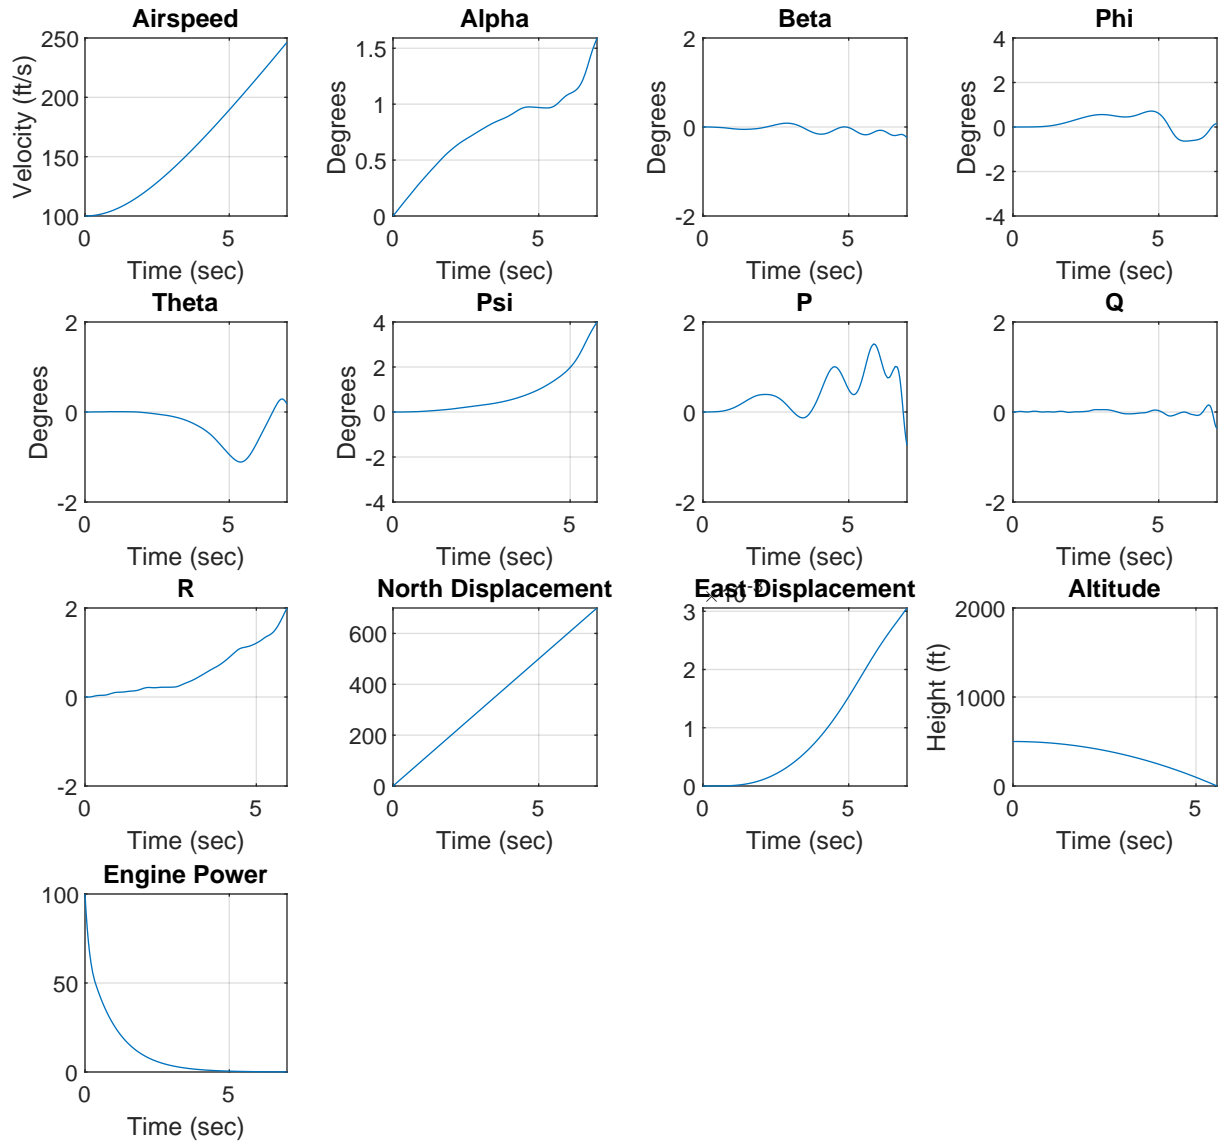 Airspeed
Alpha
Beta
Phi
250
200
150
100
Velocity (ft/s)
0
5
Time (sec)
1.5
1
0.5
0
Degrees
0
5
Time (sec)
2
0
-2
Degrees
0
5
Time (sec)
4
2
0
-2
-4
Degrees
0
5
Time (sec)
Theta
Psi
P
Q
2
0
-2
Degrees
0
5
Time (sec)
4
2
0
-2
-4
Degrees
0
5
Time (sec)
2
0
-2
0
5
Time (sec)
2
0
-2
0
5
Time (sec)
R
North Displacement
East Displacement
Altitude
2
0
-2
0
5
Time (sec)
600
400
200
0
0
5
Time (sec)
× 10-3
3
2
1
0
0
5
Time (sec)
2000
1000
0
Height (ft)
0
5
Time (sec)
Engine Power
100
50
0
0
5
Time (sec)